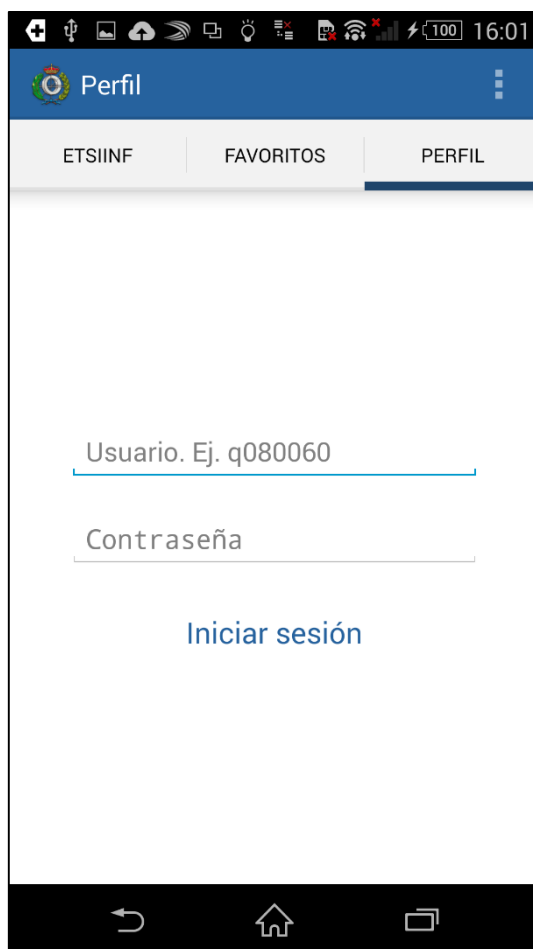 100 16:01
Perfil
ETSIINF FAVORITOS PERFIL
Usuario. Ej. q080060
Contraseña
Iniciar sesión